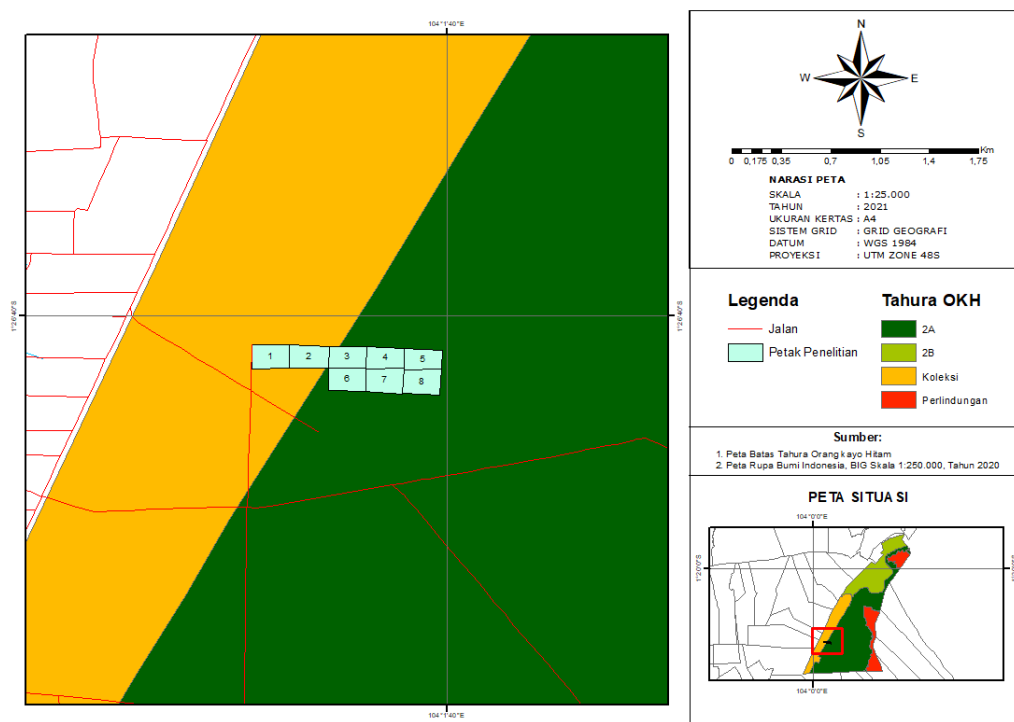 104°1'40"E
1°26'40"S
1°26'40"S
1 2 3 4 5
6 7 8
104°1'40"E
N
W E
S
0 0,175 0,35 0,7 1,05 1,4 1,75
Km
NARASI PETA
SKALA : 1:25.000
TAHUN : 2021
UKURAN KERTAS : A4
SISTEM GRID : GRID GEOGRAFI
DATUM : WGS 1984
PROYEKSI : UTM ZONE 48S
Legenda
Jalan
Petak Penelitian
Tahura OKH
2A
2B
Koleksi
Perlindungan
Sumber:
1. Peta Batas Tahura Orangkayo Hitam
2. Peta Rupa Bumi Indonesia, BIG Skala 1:250.000, Tahun 2020
PETA SITUASI
104°0'0"E
1°20'0"S
1°20'0"S
104°0'0"E